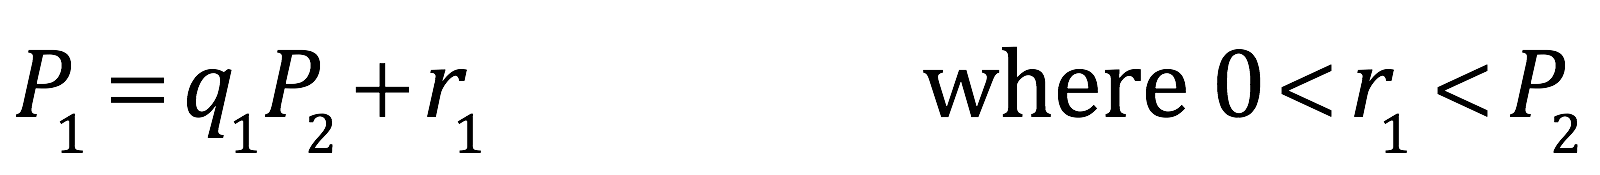 P₁ = q₁P₂ + r₁ where 0 < r₁ < P₂